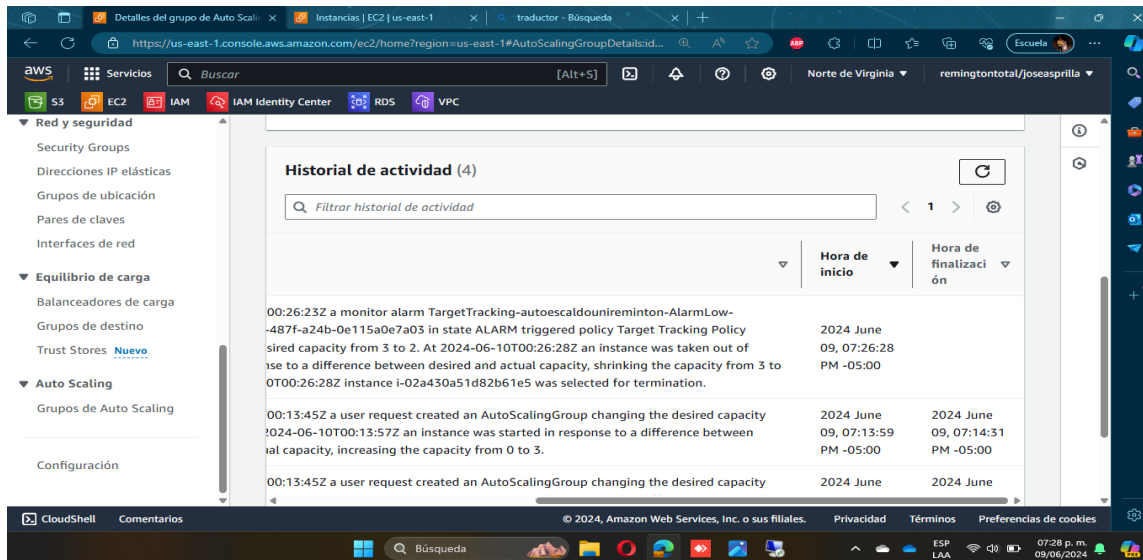 Detalles del grupo de Auto Scalin
Instancias | EC2 | us-east-1
traductor - Búsqueda
https://us-east-1.console.aws.amazon.com/ec2/home?region=us-east-1#AutoScalingGroupDetails:id...
Escuela
aws
Servicios
Buscar
[Alt+S]
Norte de Virginia
remingtontotal/joseasprilla
S3
EC2
IAM
IAM Identity Center
RDS
VPC
Red y seguridad
Security Groups
Direcciones IP elásticas
Grupos de ubicación
Pares de claves
Interfaces de red
Equilibrio de carga
Balanceadores de carga
Grupos de destino
Trust Stores Nuevo
Auto Scaling
Grupos de Auto Scaling
Configuración
Historial de actividad (4)
Filtrar historial de actividad
1
Hora de
inicio
Hora de
finalizaci
ón
00:26:23Z a monitor alarm TargetTracking-autoescaldounireminton-AlarmLow-
-487f-a24b-0e115a0e7a03 in state ALARM triggered policy Target Tracking Policy
sired capacity from 3 to 2. At 2024-06-10T00:26:28Z an instance was taken out of
nse to a difference between desired and actual capacity, shrinking the capacity from 3 to
0T00:26:28Z instance i-02a430a51d82b61e5 was selected for termination.
2024 June
09, 07:26:28
PM -05:00
00:13:45Z a user request created an AutoScalingGroup changing the desired capacity
2024-06-10T00:13:57Z an instance was started in response to a difference between
ual capacity, increasing the capacity from 0 to 3.
2024 June
09, 07:13:59
PM -05:00
2024 June
09, 07:14:31
PM -05:00
00:13:45Z a user request created an AutoScalingGroup changing the desired capacity
2024 June
2024 June
CloudShell
Comentarios
© 2024, Amazon Web Services, Inc. o sus filiales.
Privacidad
Términos
Preferencias de cookies
Búsqueda
ESP
LAA
07:28 p. m.
09/06/2024